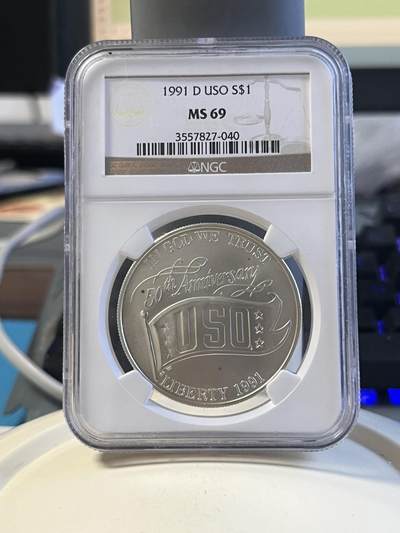 1991 D USO S$1
MS 69
3557827-040
NGC
IN GOD WE TRUST
50th Anniversary
USO
LIBERTY 1991